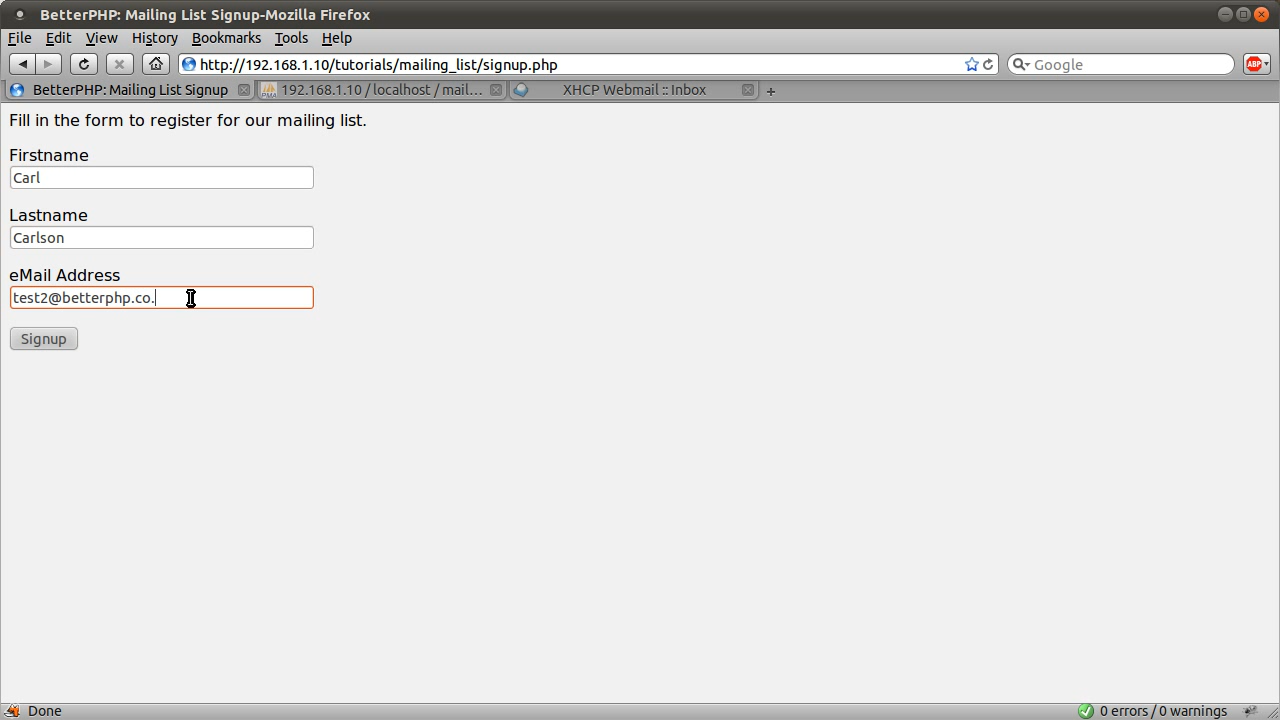 BetterPHP: Mailing List Signup-Mozilla Firefox
File Edit View History Bookmarks Tools Help
http://192.168.1.10/tutorials/mailing_list/signup.php
Google
ABP
BetterPHP: Mailing List Signup
PMA
192.168.1.10 / localhost / mail...
XHCP Webmail :: Inbox
Fill in the form to register for our mailing list.
Firstname
Carl
Lastname
Carlson
eMail Address
test2@betterphp.co.
Signup
Done
0 errors / 0 warnings